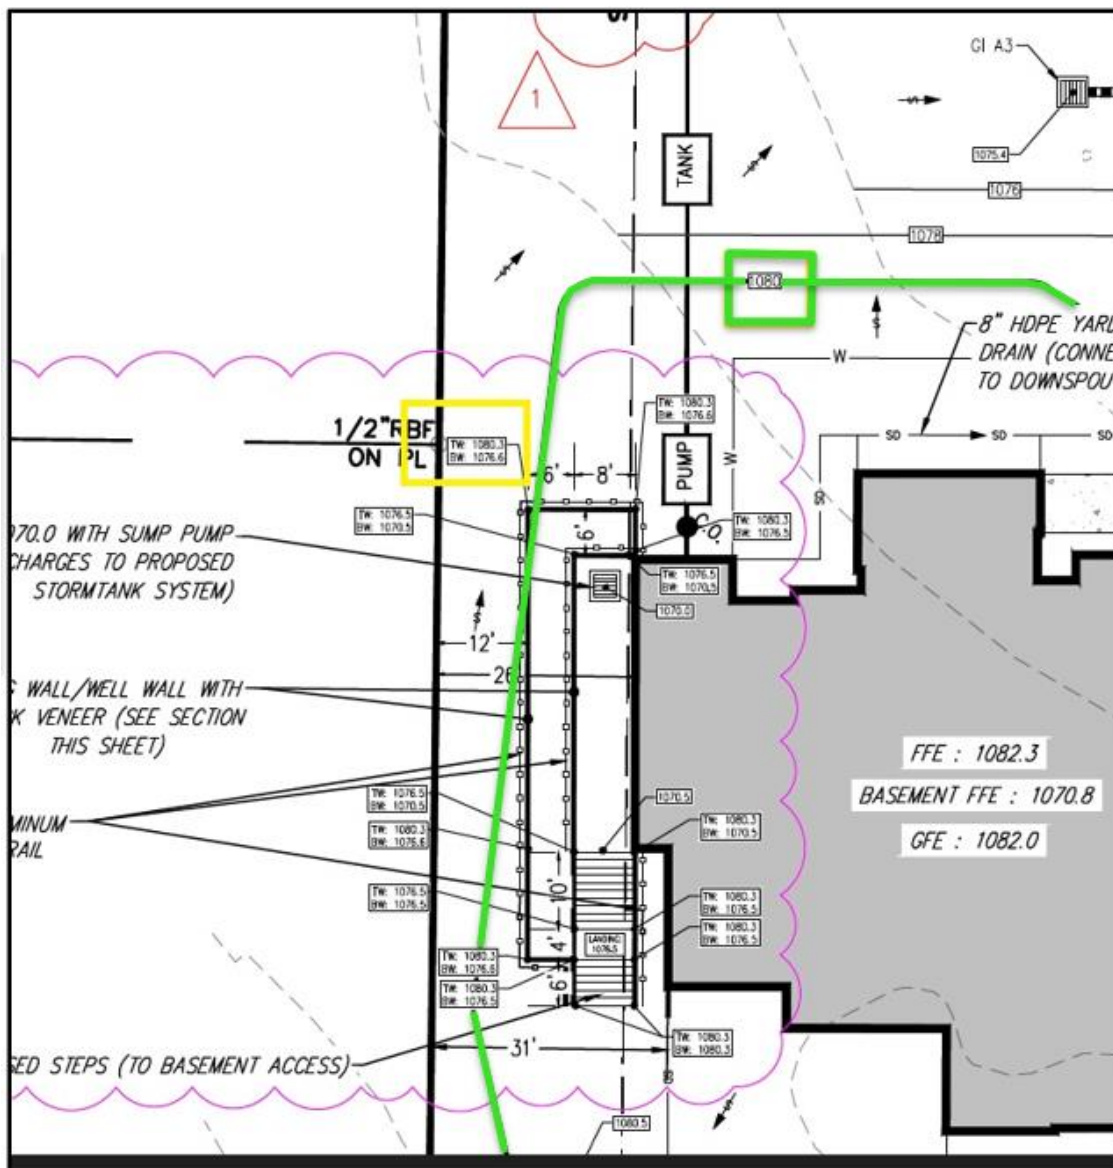 S
GI A3
1
TANK
1075.4
1076
1078
1080
8" HDPE YARD
DRAIN (CONNE
TO DOWNSPOU
W
W
1/2"RBF
ON PL
TW: 1080.3
BW: 1076.6
TW: 1080.3
BW: 1076.6
6'
8'
PUMP
SD
SD
SD
SD
C.O.
TW: 1076.5
BW: 1070.5
6'
TW: 1080.3
BW: 1076.5
070.0 WITH SUMP PUMP
CHARGES TO PROPOSED
STORMTANK SYSTEM)
TW: 1076.5
BW: 1070.5
1070.0
12'
26'
WALL/WELL WALL WITH
K VENEER (SEE SECTION
THIS SHEET)
FFE : 1082.3
BASEMENT FFE : 1070.8
GFE : 1082.0
TW: 1076.5
BW: 1070.5
1070.5
MINUM
RAIL
TW: 1080.3
BW: 1076.6
TW: 1080.3
BW: 1070.5
10'
TW: 1076.5
BW: 1076.5
TW: 1080.3
BW: 1076.5
4'
LANDING
1076.5
TW: 1080.3
BW: 1076.5
TW: 1080.3
BW: 1076.6
6'
TW: 1080.3
BW: 1076.5
TW: 1080.3
BW: 1080.3
31'
SED STEPS (TO BASEMENT ACCESS)
SD
1080.5